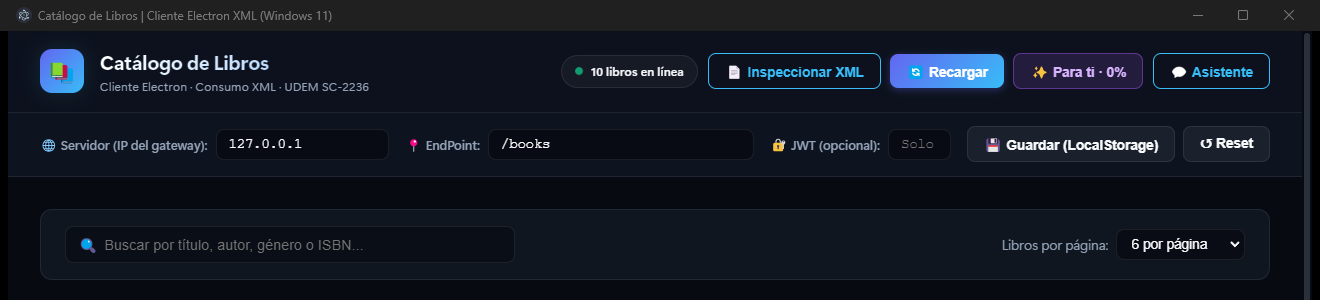 Catálogo de Libros | Cliente Electron XML (Windows 11)
Catálogo de Libros
Cliente Electron · Consumo XML · UDEM SC-2236
10 libros en línea
Inspeccionar XML
Recargar
Para ti · 0%
Asistente
Servidor (IP del gateway): 127.0.0.1
EndPoint: /books
JWT (opcional): Solo
Guardar (LocalStorage)
Reset
Buscar por título, autor, género o ISBN...
Libros por página: 6 por página